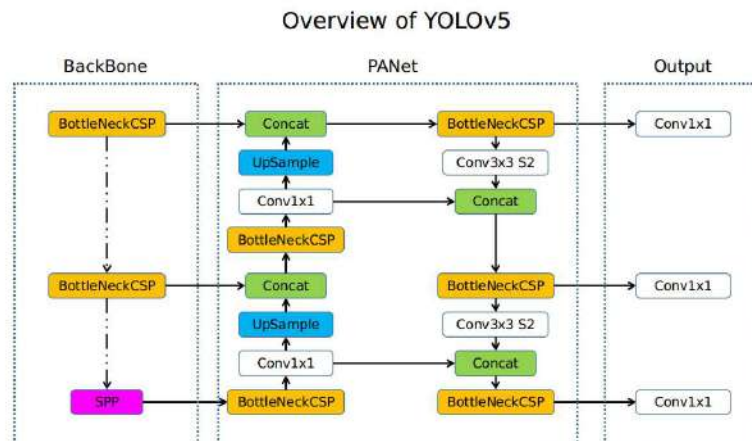 Overview of YOLOv5
BackBone
PANet
Output
BottleNeckCSP
Concat
BottleNeckCSP
Conv1x1
UpSample
Conv3x3 S2
Conv1x1
Concat
BottleNeckCSP
BottleNeckCSP
Concat
BottleNeckCSP
Conv1x1
UpSample
Conv3x3 S2
Conv1x1
Concat
SPP
BottleNeckCSP
BottleNeckCSP
Conv1x1